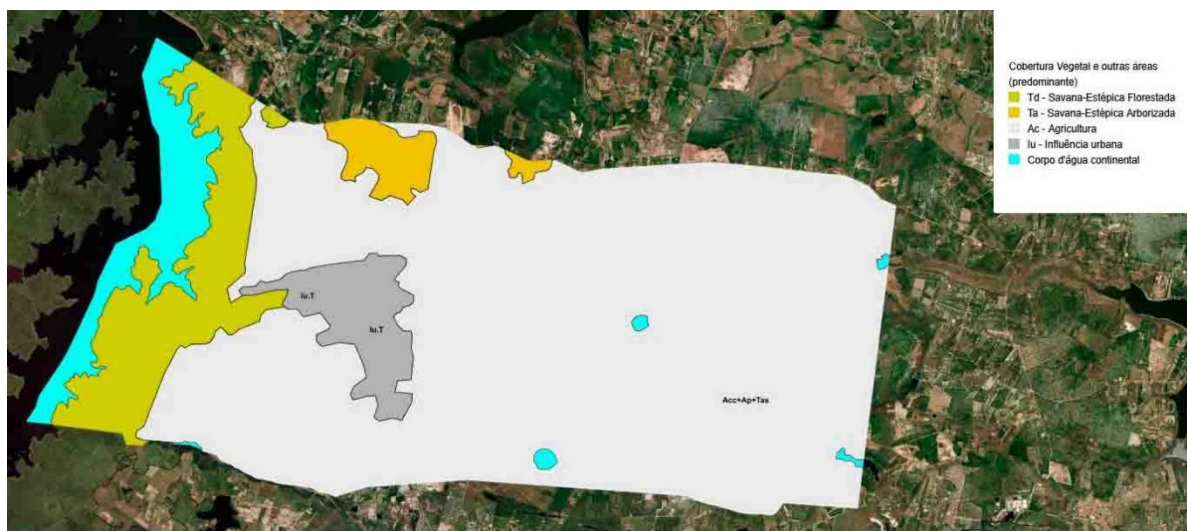 Cobertura Vegetal e outras áreas
(predominante)
Td - Savana-Estépica Florestada
Ta - Savana-Estépica Arborizada
Ac - Agricultura
Iu - Influência urbana
Corpo d'água continental
Iu.T
Iu.T
Acc+Ap+Tas